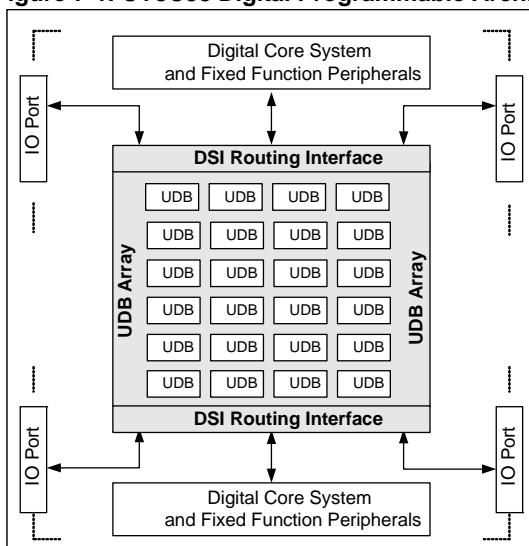 Digital Programmable
Digital Core System
and Fixed Function Peripherals
IO Port
IO Port
DSI Routing Interface
UDB Array
UDB Array
UDB UDB UDB UDB
UDB UDB UDB UDB
UDB UDB UDB UDB
UDB UDB UDB UDB
UDB UDB UDB UDB
UDB UDB UDB UDB
DSI Routing Interface
IO Port
IO Port
Digital Core System
and Fixed Function Peripherals